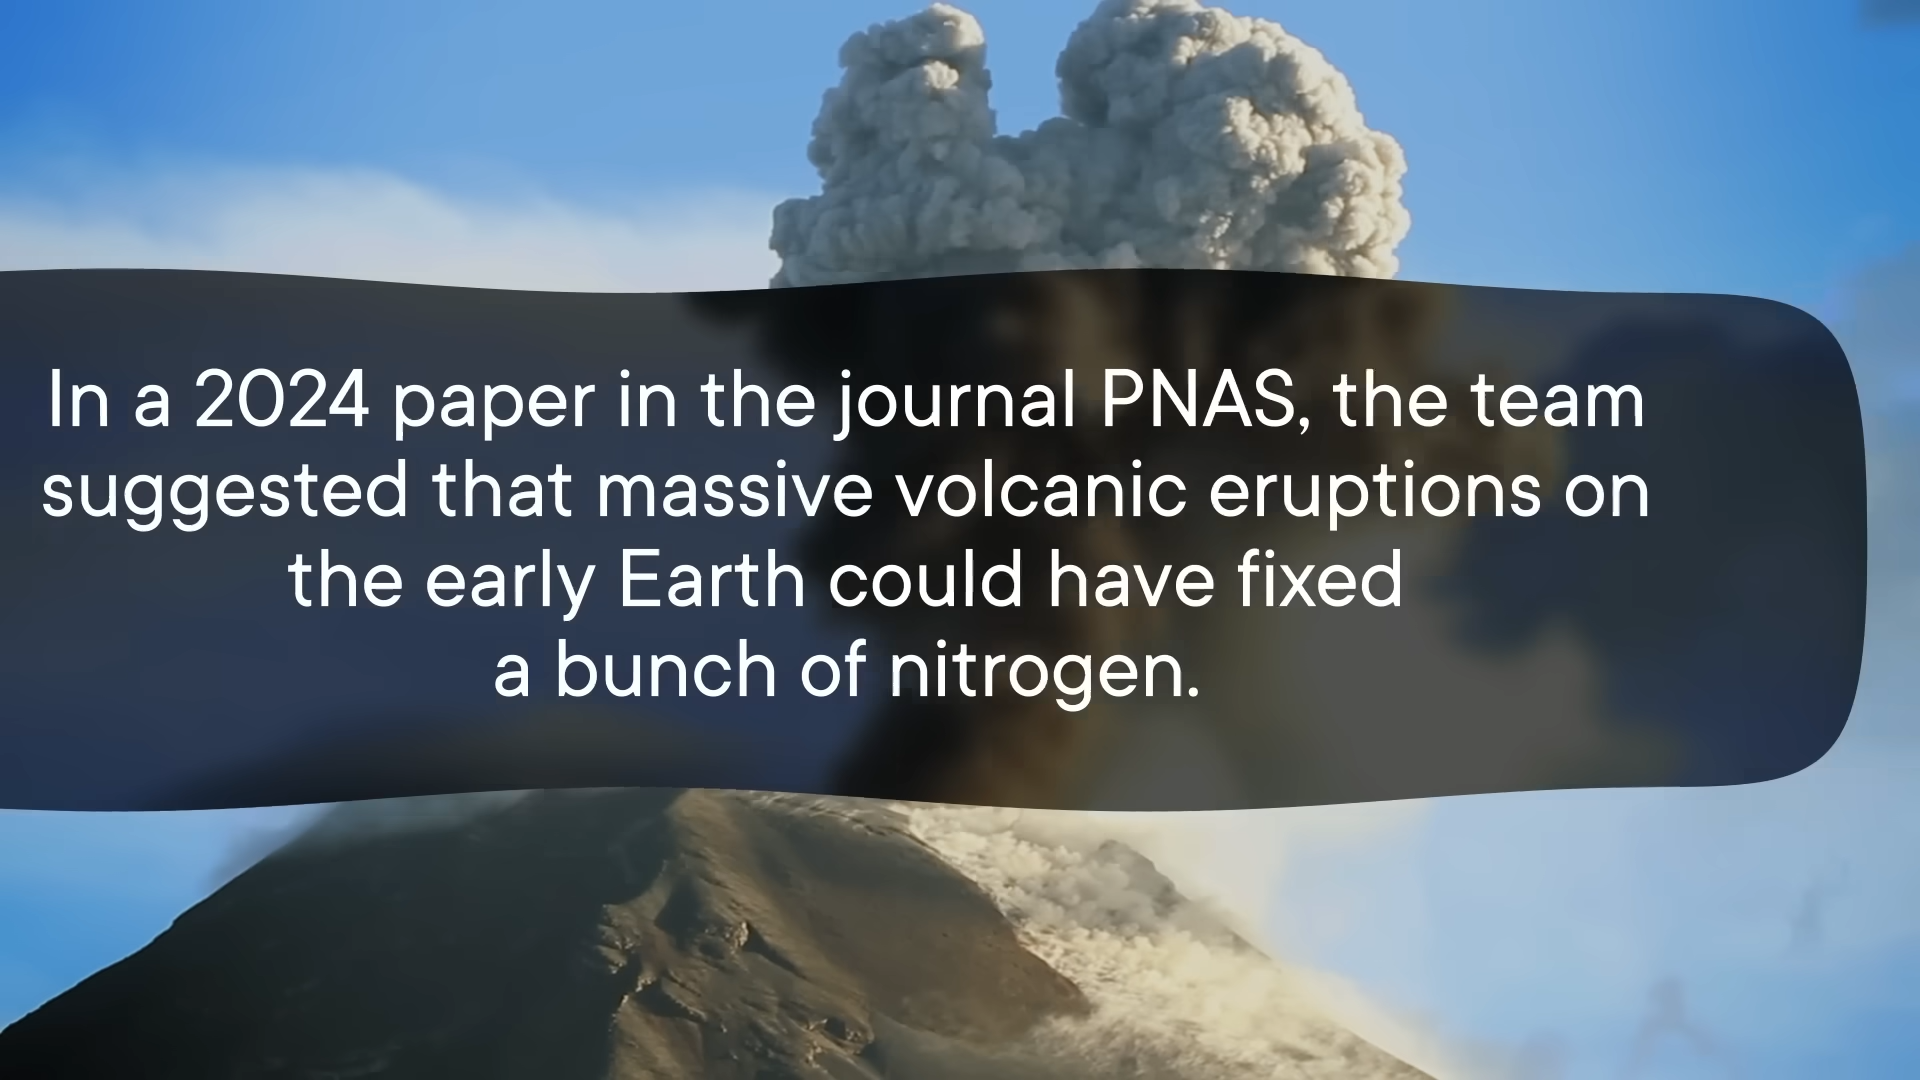 In a 2024 paper in the journal PNAS, the team
suggested that massive volcanic eruptions on
the early Earth could have fixed
a bunch of nitrogen.